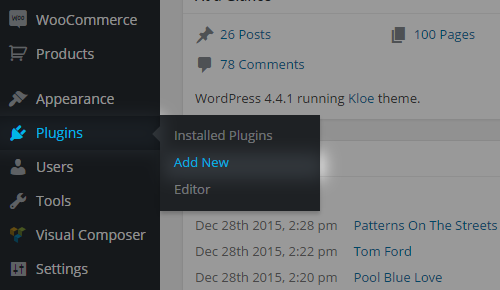 WooCommerce
Products
Appearance
Plugins
Installed Plugins
Add New
Editor
Users
Tools
Visual Composer
Settings
26 Posts
100 Pages
78 Comments
WordPress 4.4.1 running Kloe theme.
Dec 28th 2015, 2:28 pm Patterns On The Streets
Dec 28th 2015, 2:22 pm Tom Ford
Dec 28th 2015, 2:20 pm Pool Blue Love